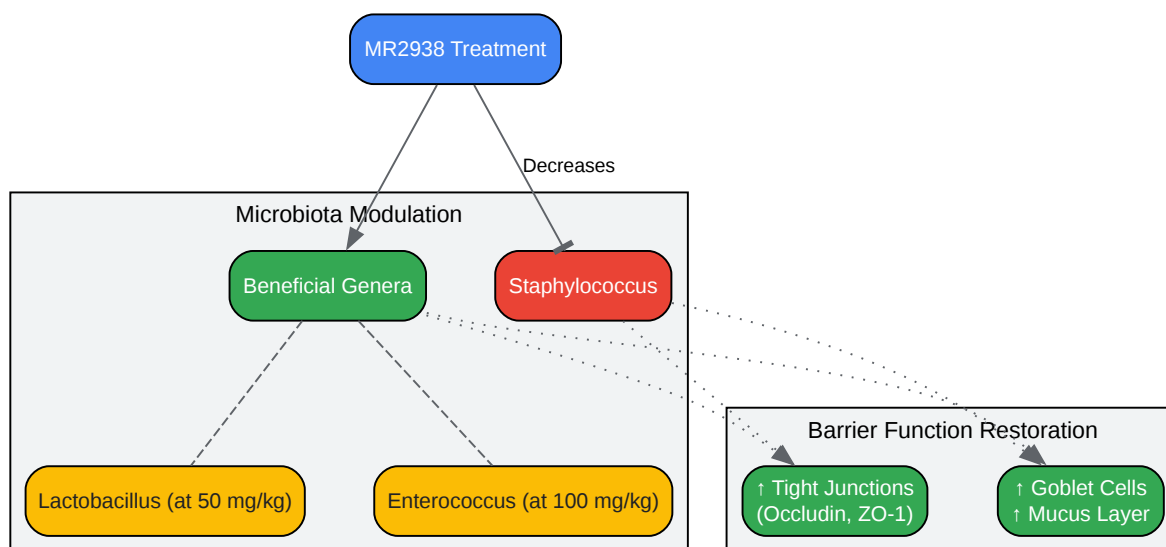 MR2938 Treatment
Decreases
Microbiota Modulation
Beneficial Genera
Staphylococcus
Barrier Function Restoration
Lactobacillus (at 50 mg/kg)
Enterococcus (at 100 mg/kg)
↑ Tight Junctions
(Occludin, ZO-1)
↑ Goblet Cells
↑ Mucus Layer